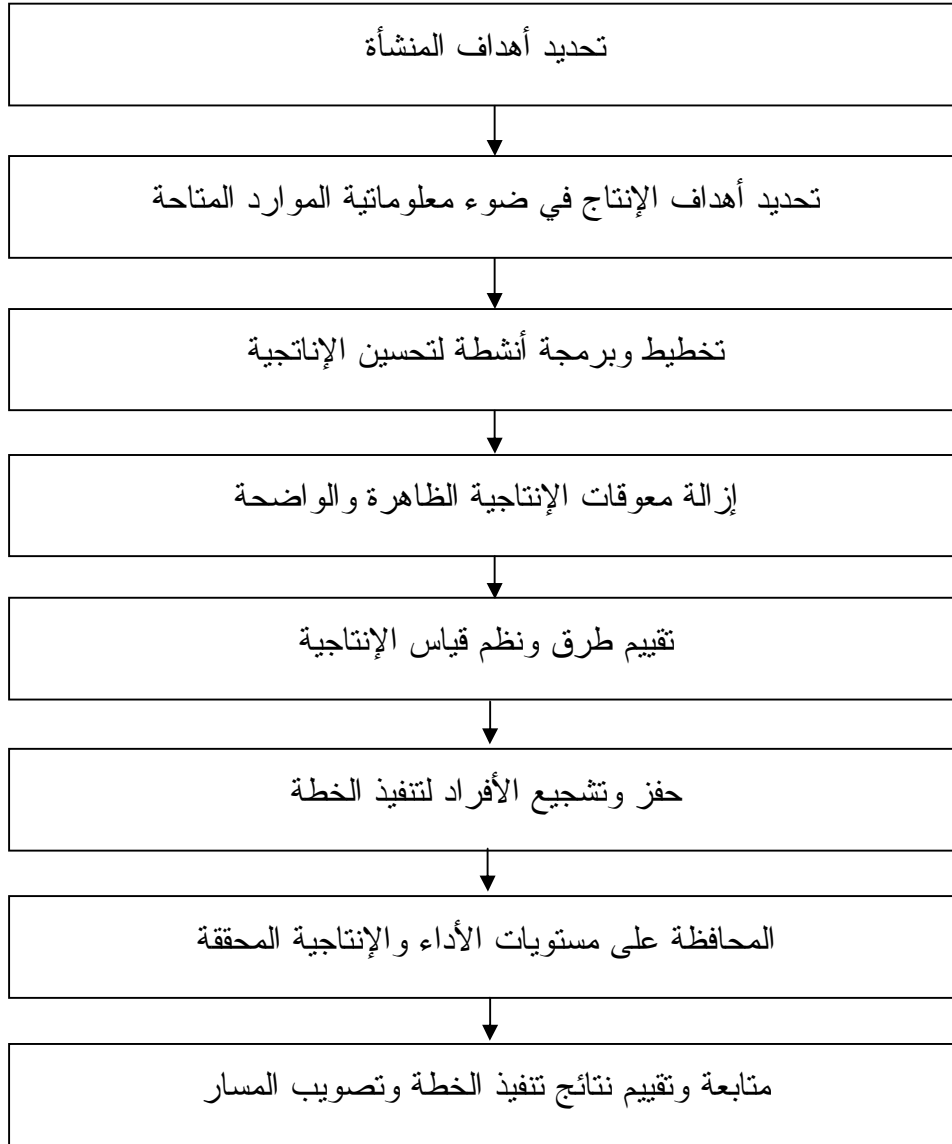 تحديد أهداف المنشأة
تحديد أهداف الإنتاج في ضوء معلوماتية الموارد المتاحة
تخطيط وبرمجة أنشطة لتحسين الإناتجية
إزالة معوقات الإنتاجية الظاهرة والواضحة
تقييم طرق ونظم قياس الإنتاجية
حفز وتشجيع الأفراد لتنفيذ الخطة
المحافظة على مستويات الأداء والإنتاجية المحققة
متابعة وتقييم نتائج تنفيذ الخطة وتصويب المسار